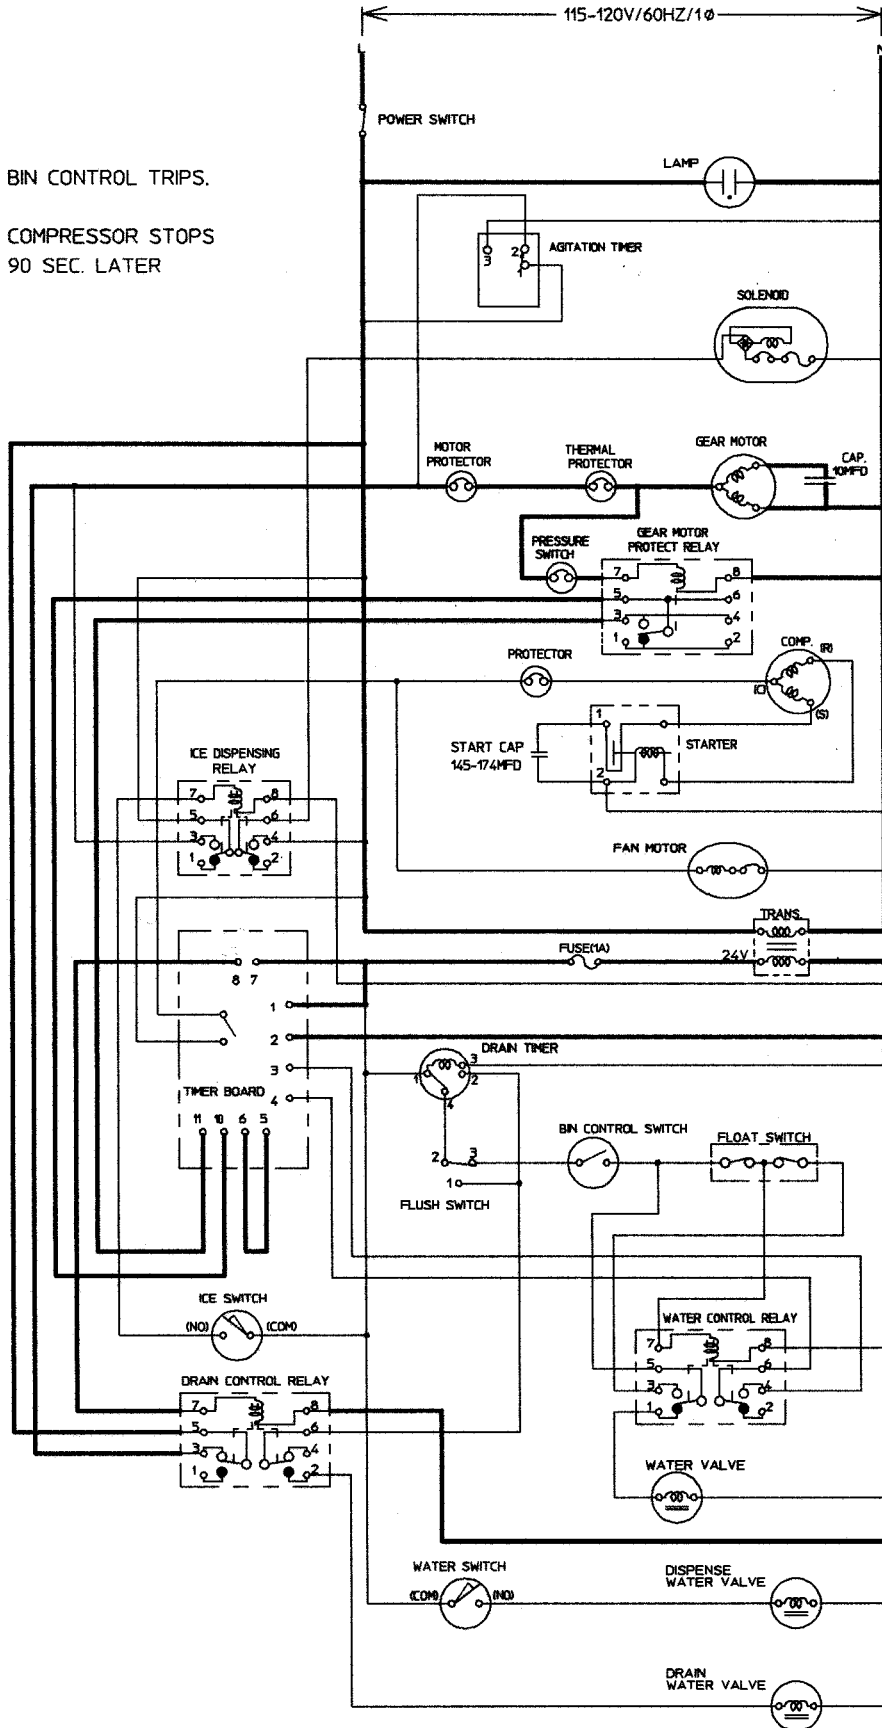 115-120V/60HZ/1ø
L
N
POWER SWITCH
LAMP
BIN CONTROL TRIPS.
COMPRESSOR STOPS
90 SEC. LATER
AGITATION TIMER
3
2
1
SOLENOID
MOTOR
PROTECTOR
THERMAL
PROTECTOR
GEAR MOTOR
CAP.
10MFD
PRESSURE
SWITCH
GEAR MOTOR
PROTECT RELAY
7
8
5
6
3
4
1
2
PROTECTOR
COMP.
(R)
(C)
(S)
START CAP
145-174MFD
1
2
STARTER
ICE DISPENSING
RELAY
7
8
5
6
3
4
1
2
FAN MOTOR
TRANS.
FUSE(1A)
24V
8 7
1
2
3
4
TIMER BOARD
11 10 6 5
DRAIN TIMER
1
3
2
4
BIN CONTROL SWITCH
FLOAT SWITCH
2
3
1
FLUSH SWITCH
ICE SWITCH
(NO)
(COM)
WATER CONTROL RELAY
7
8
5
6
3
4
1
2
DRAIN CONTROL RELAY
7
8
5
6
3
4
1
2
WATER VALVE
WATER SWITCH
(COM)
(NO)
DISPENSE
WATER VALVE
DRAIN
WATER VALVE